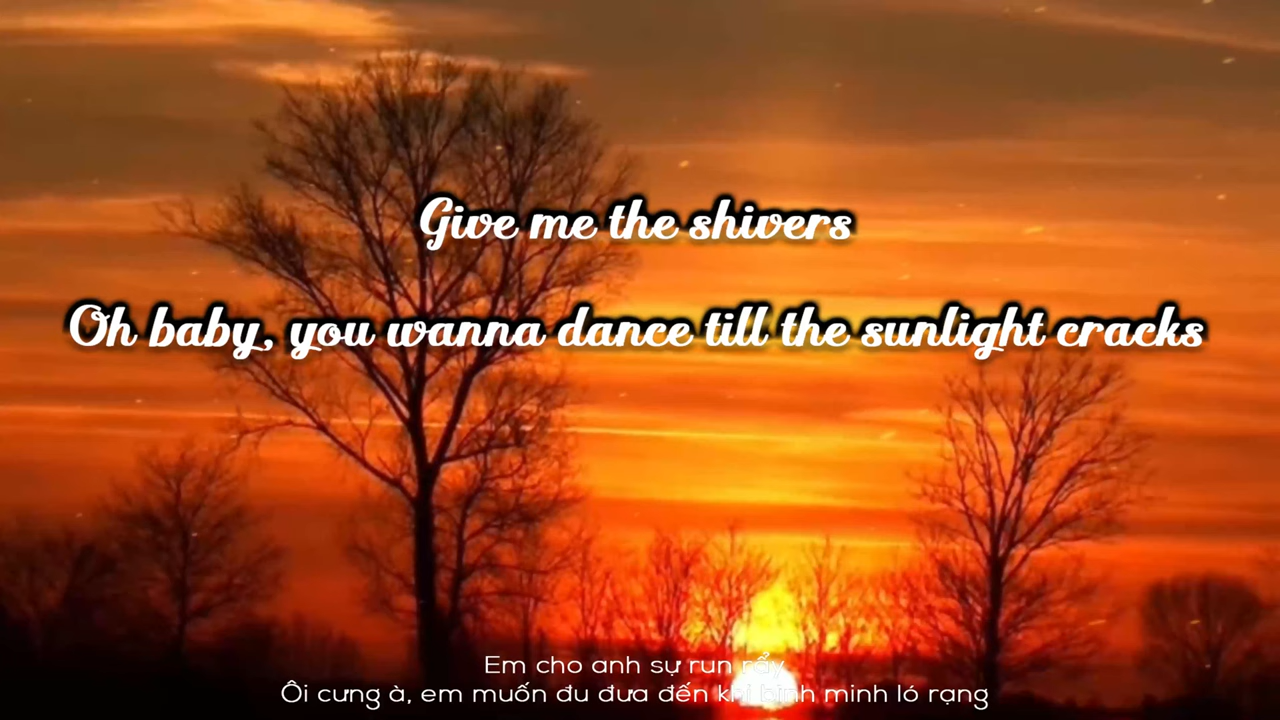 Give me the shivers
Oh baby, you wanna dance till the sunlight cracks
Em cho anh sự run rẩy
Ôi cưng à, em muốn đu đưa đến khi bình minh ló rạng